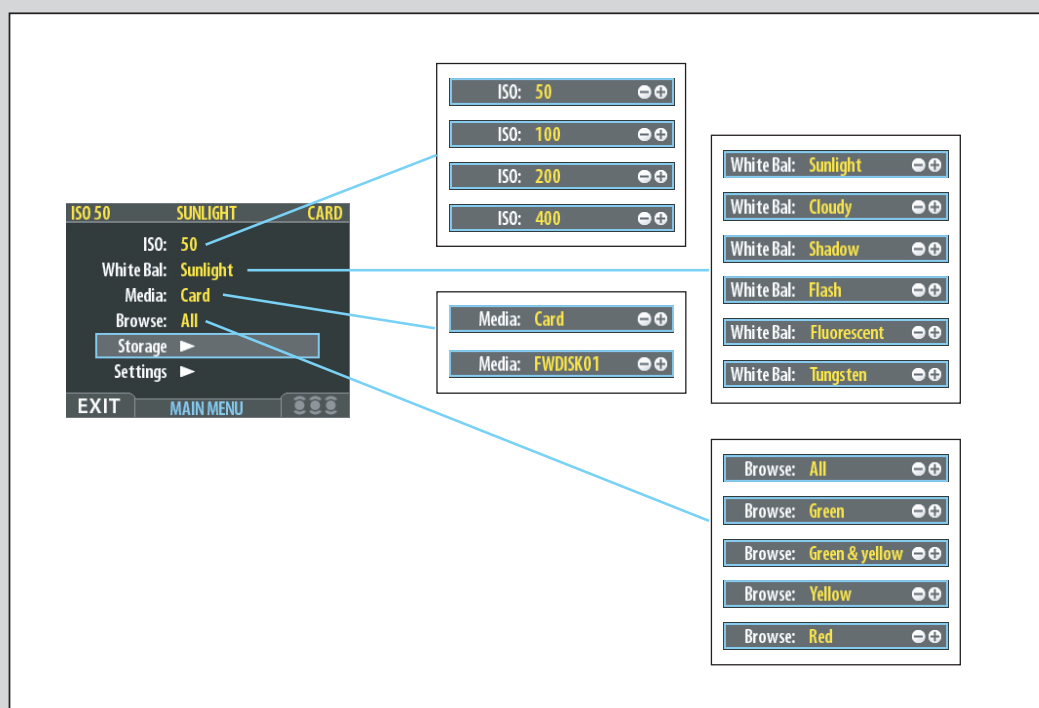 ISO 50 SUNLIGHT CARD
ISO: 50
White Bal: Sunlight
Media: Card
Browse: All
Storage
Settings
EXIT MAIN MENU
ISO: 50
ISO: 100
ISO: 200
ISO: 400
Media: Card
Media: FWDISK01
White Bal: Sunlight
White Bal: Cloudy
White Bal: Shadow
White Bal: Flash
White Bal: Fluorescent
White Bal: Tungsten
Browse: All
Browse: Green
Browse: Green & yellow
Browse: Yellow
Browse: Red